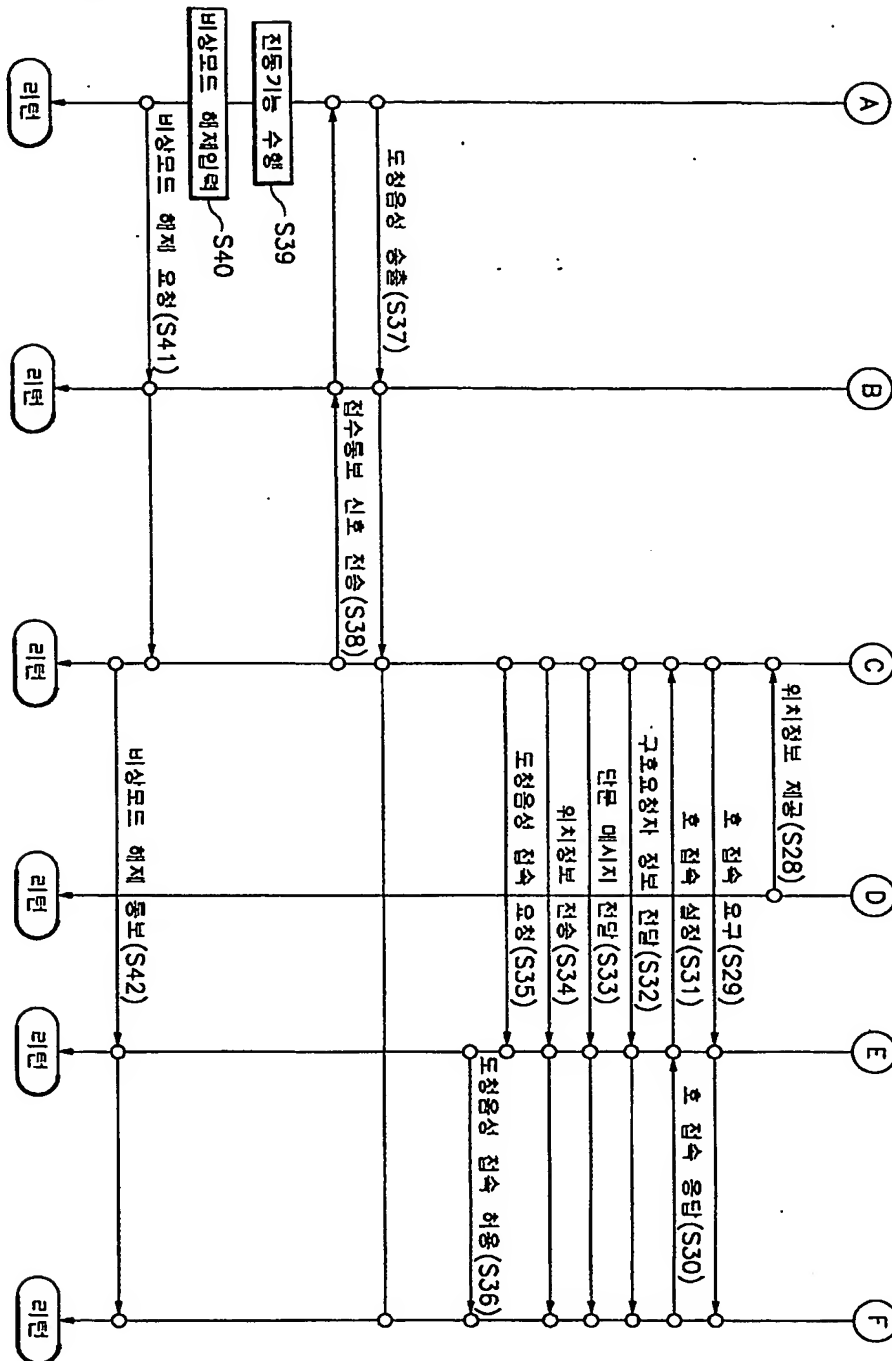 A
B
C
D
E
F
위치정보 제공(S28)
호 접속 요구(S29)
호 접속 응답(S30)
호 접속 설정(S31)
구호요청자 정보 전달(S32)
단문 메시지 전달(S33)
위치정보 전송(S34)
도청음성 접속 요청(S35)
도청음성 접속 허용(S36)
도청음성 송출(S37)
접수통보 신호 전송(S38)
진동기능 수행
S39
비상모드 해제입력
S40
비상모드 해제 요청(S41)
비상모드 해제 통보(S42)
리턴
리턴
리턴
리턴
리턴
리턴